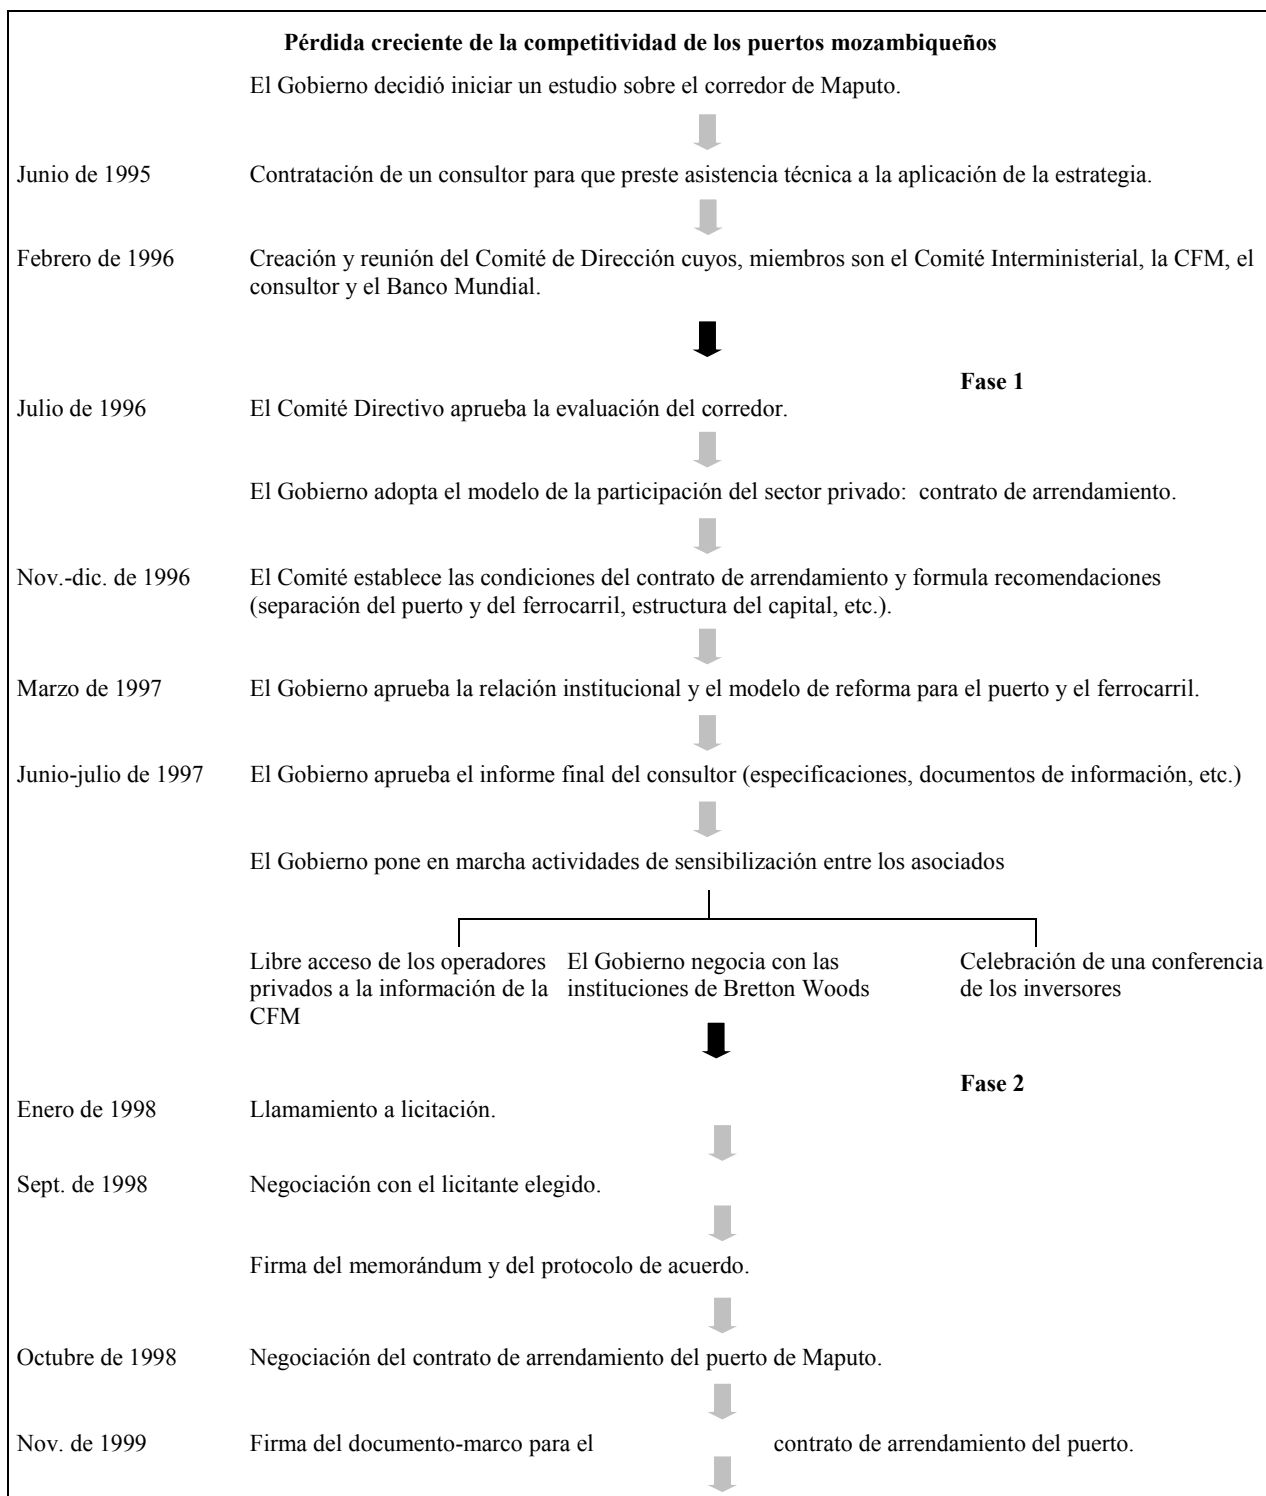 Pérdida creciente de la competitividad de los puertos mozambiqueños
El Gobierno decidió iniciar un estudio sobre el corredor de Maputo.
Junio de 1995 Contratación de un consultor para que preste asistencia técnica a la aplicación de la estrategia.
Febrero de 1996 Creación y reunión del Comité de Dirección cuyos, miembros son el Comité Interministerial, la CFM, el
consultor y el Banco Mundial.
Fase 1
Julio de 1996 El Comité Directivo aprueba la evaluación del corredor.
El Gobierno adopta el modelo de la participación del sector privado: contrato de arrendamiento.
Nov.-dic. de 1996 El Comité establece las condiciones del contrato de arrendamiento y formula recomendaciones
(separación del puerto y del ferrocarril, estructura del capital, etc.).
Marzo de 1997 El Gobierno aprueba la relación institucional y el modelo de reforma para el puerto y el ferrocarril.
Junio-julio de 1997 El Gobierno aprueba el informe final del consultor (especificaciones, documentos de información, etc.)
El Gobierno pone en marcha actividades de sensibilización entre los asociados
Libre acceso de los operadores
privados a la información de la
CFM
El Gobierno negocia con las
instituciones de Bretton Woods
Celebración de una conferencia
de los inversores
Fase 2
Enero de 1998 Llamamiento a licitación.
Sept. de 1998 Negociación con el licitante elegido.
Firma del memorándum y del protocolo de acuerdo.
Octubre de 1998 Negociación del contrato de arrendamiento del puerto de Maputo.
Nov. de 1999 Firma del documento-marco para el contrato de arrendamiento del puerto.